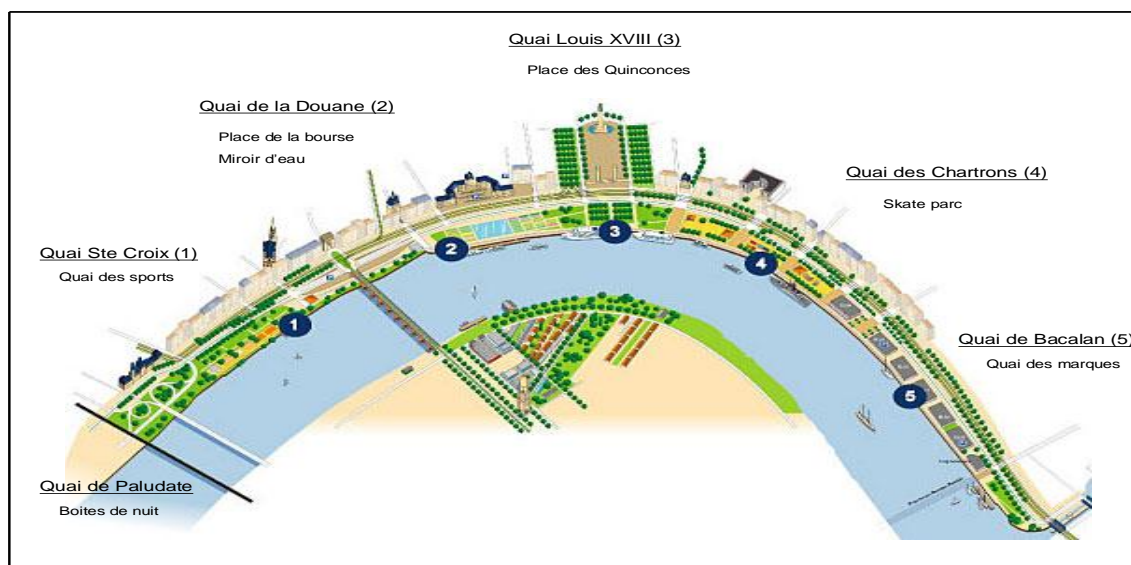 Quai Louis XVIII (3)
Place des Quinconces
Quai de la Douane (2)
Place de la bourse
Miroir d'eau
Quai des Chartrons (4)
Skate parc
Quai Ste Croix (1)
Quai des sports
Quai de Bacalan (5)
Quai des marques
Quai de Paludate
Boites de nuit
1
2
3
4
5